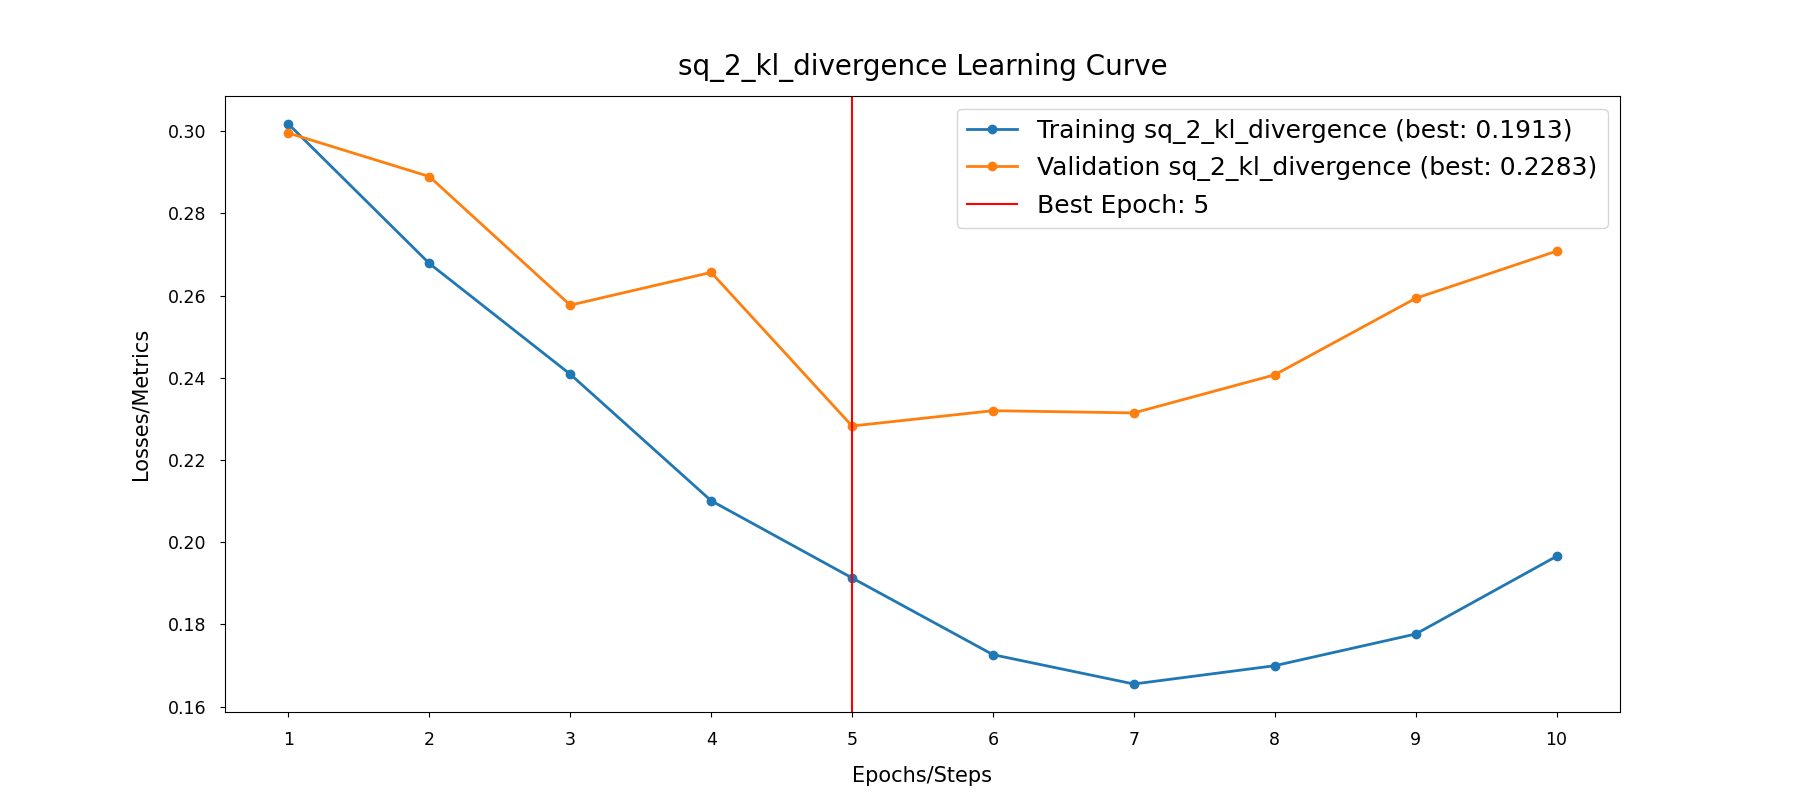 sq_2_kl_divergence Learning Curve
Training sq_2_kl_divergence (best: 0.1913)
Validation sq_2_kl_divergence (best: 0.2283)
Best Epoch: 5
Losses/Metrics
0.30
0.28
0.26
0.24
0.22
0.20
0.18
0.16
1 2 3 4 5 6 7 8 9 10
Epochs/Steps